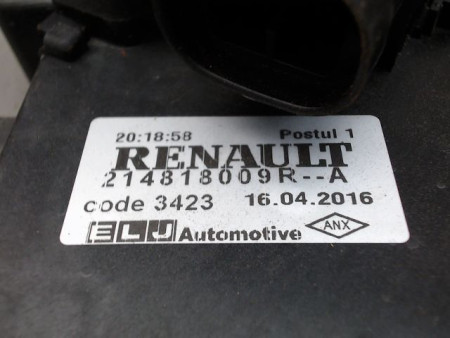 20:18:58 Postul 1
RENAULT
214818009R--A
code 3423 16.04.2016
ELJ Automotive ANX